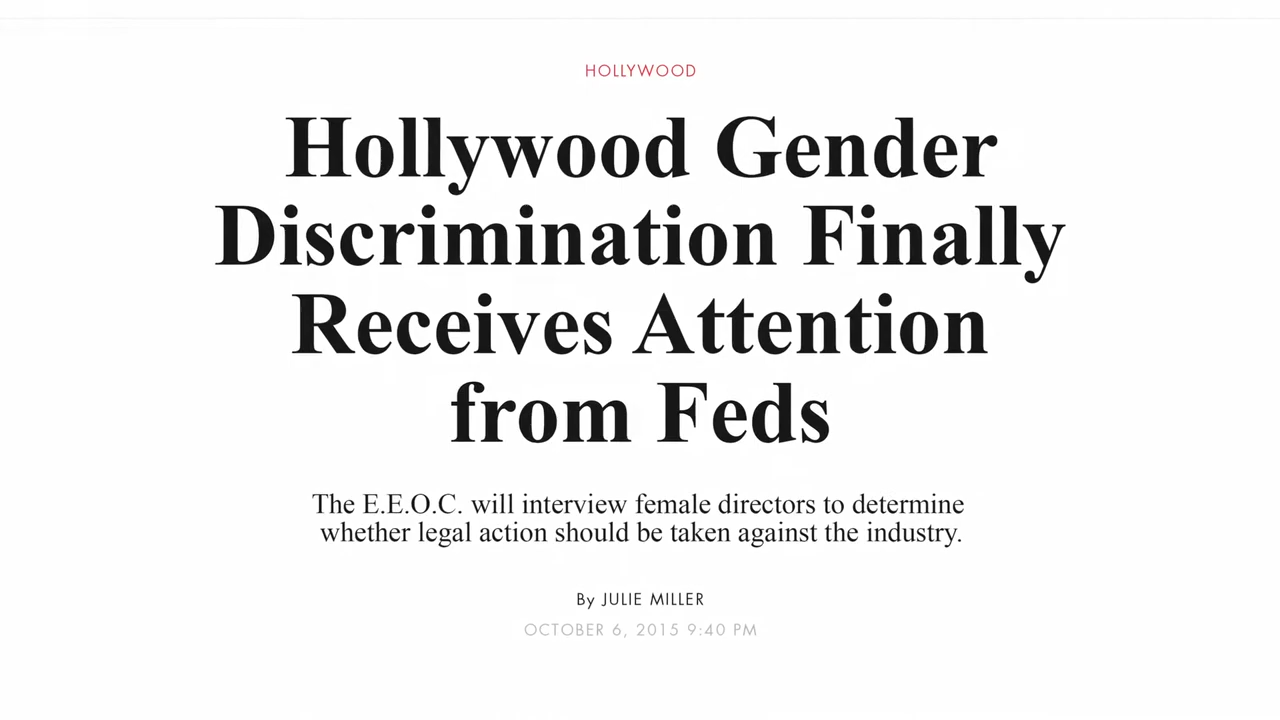 HOLLYWOOD
Hollywood Gender
Discrimination Finally
Receives Attention
from Feds
The E.E.O.C. will interview female directors to determine
whether legal action should be taken against the industry.
By JULIE MILLER
OCTOBER 6, 2015 9:40 PM